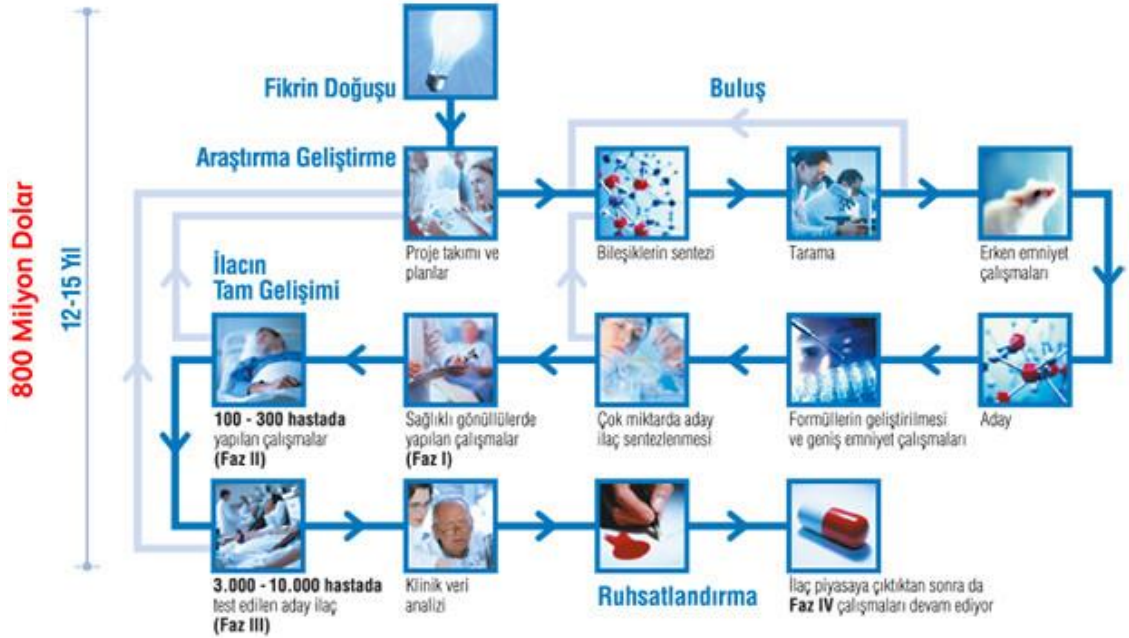 800 Milyon Dolar
12-15 Yıl
Fikrin Doğuşu
Buluş
Araştırma Geliştirme
Proje takımı ve
planlar
Bileşiklerin sentezi
Tarama
Erken emniyet
çalışmaları
İlacın
Tam Gelişimi
100 - 300 hastada
yapılan çalışmalar
(Faz II)
Sağlıklı gönüllülerde
yapılan çalışmalar
(Faz I)
Çok miktarda aday
ilaç sentezlenmesi
Formüllerin geliştirilmesi
ve geniş emniyet çalışmaları
Aday
3.000 - 10.000 hastada
test edilen aday ilaç
(Faz III)
Klinik veri
analizi
Ruhsatlandırma
İlaç piyasaya çıktıktan sonra da
Faz IV çalışmaları devam ediyor